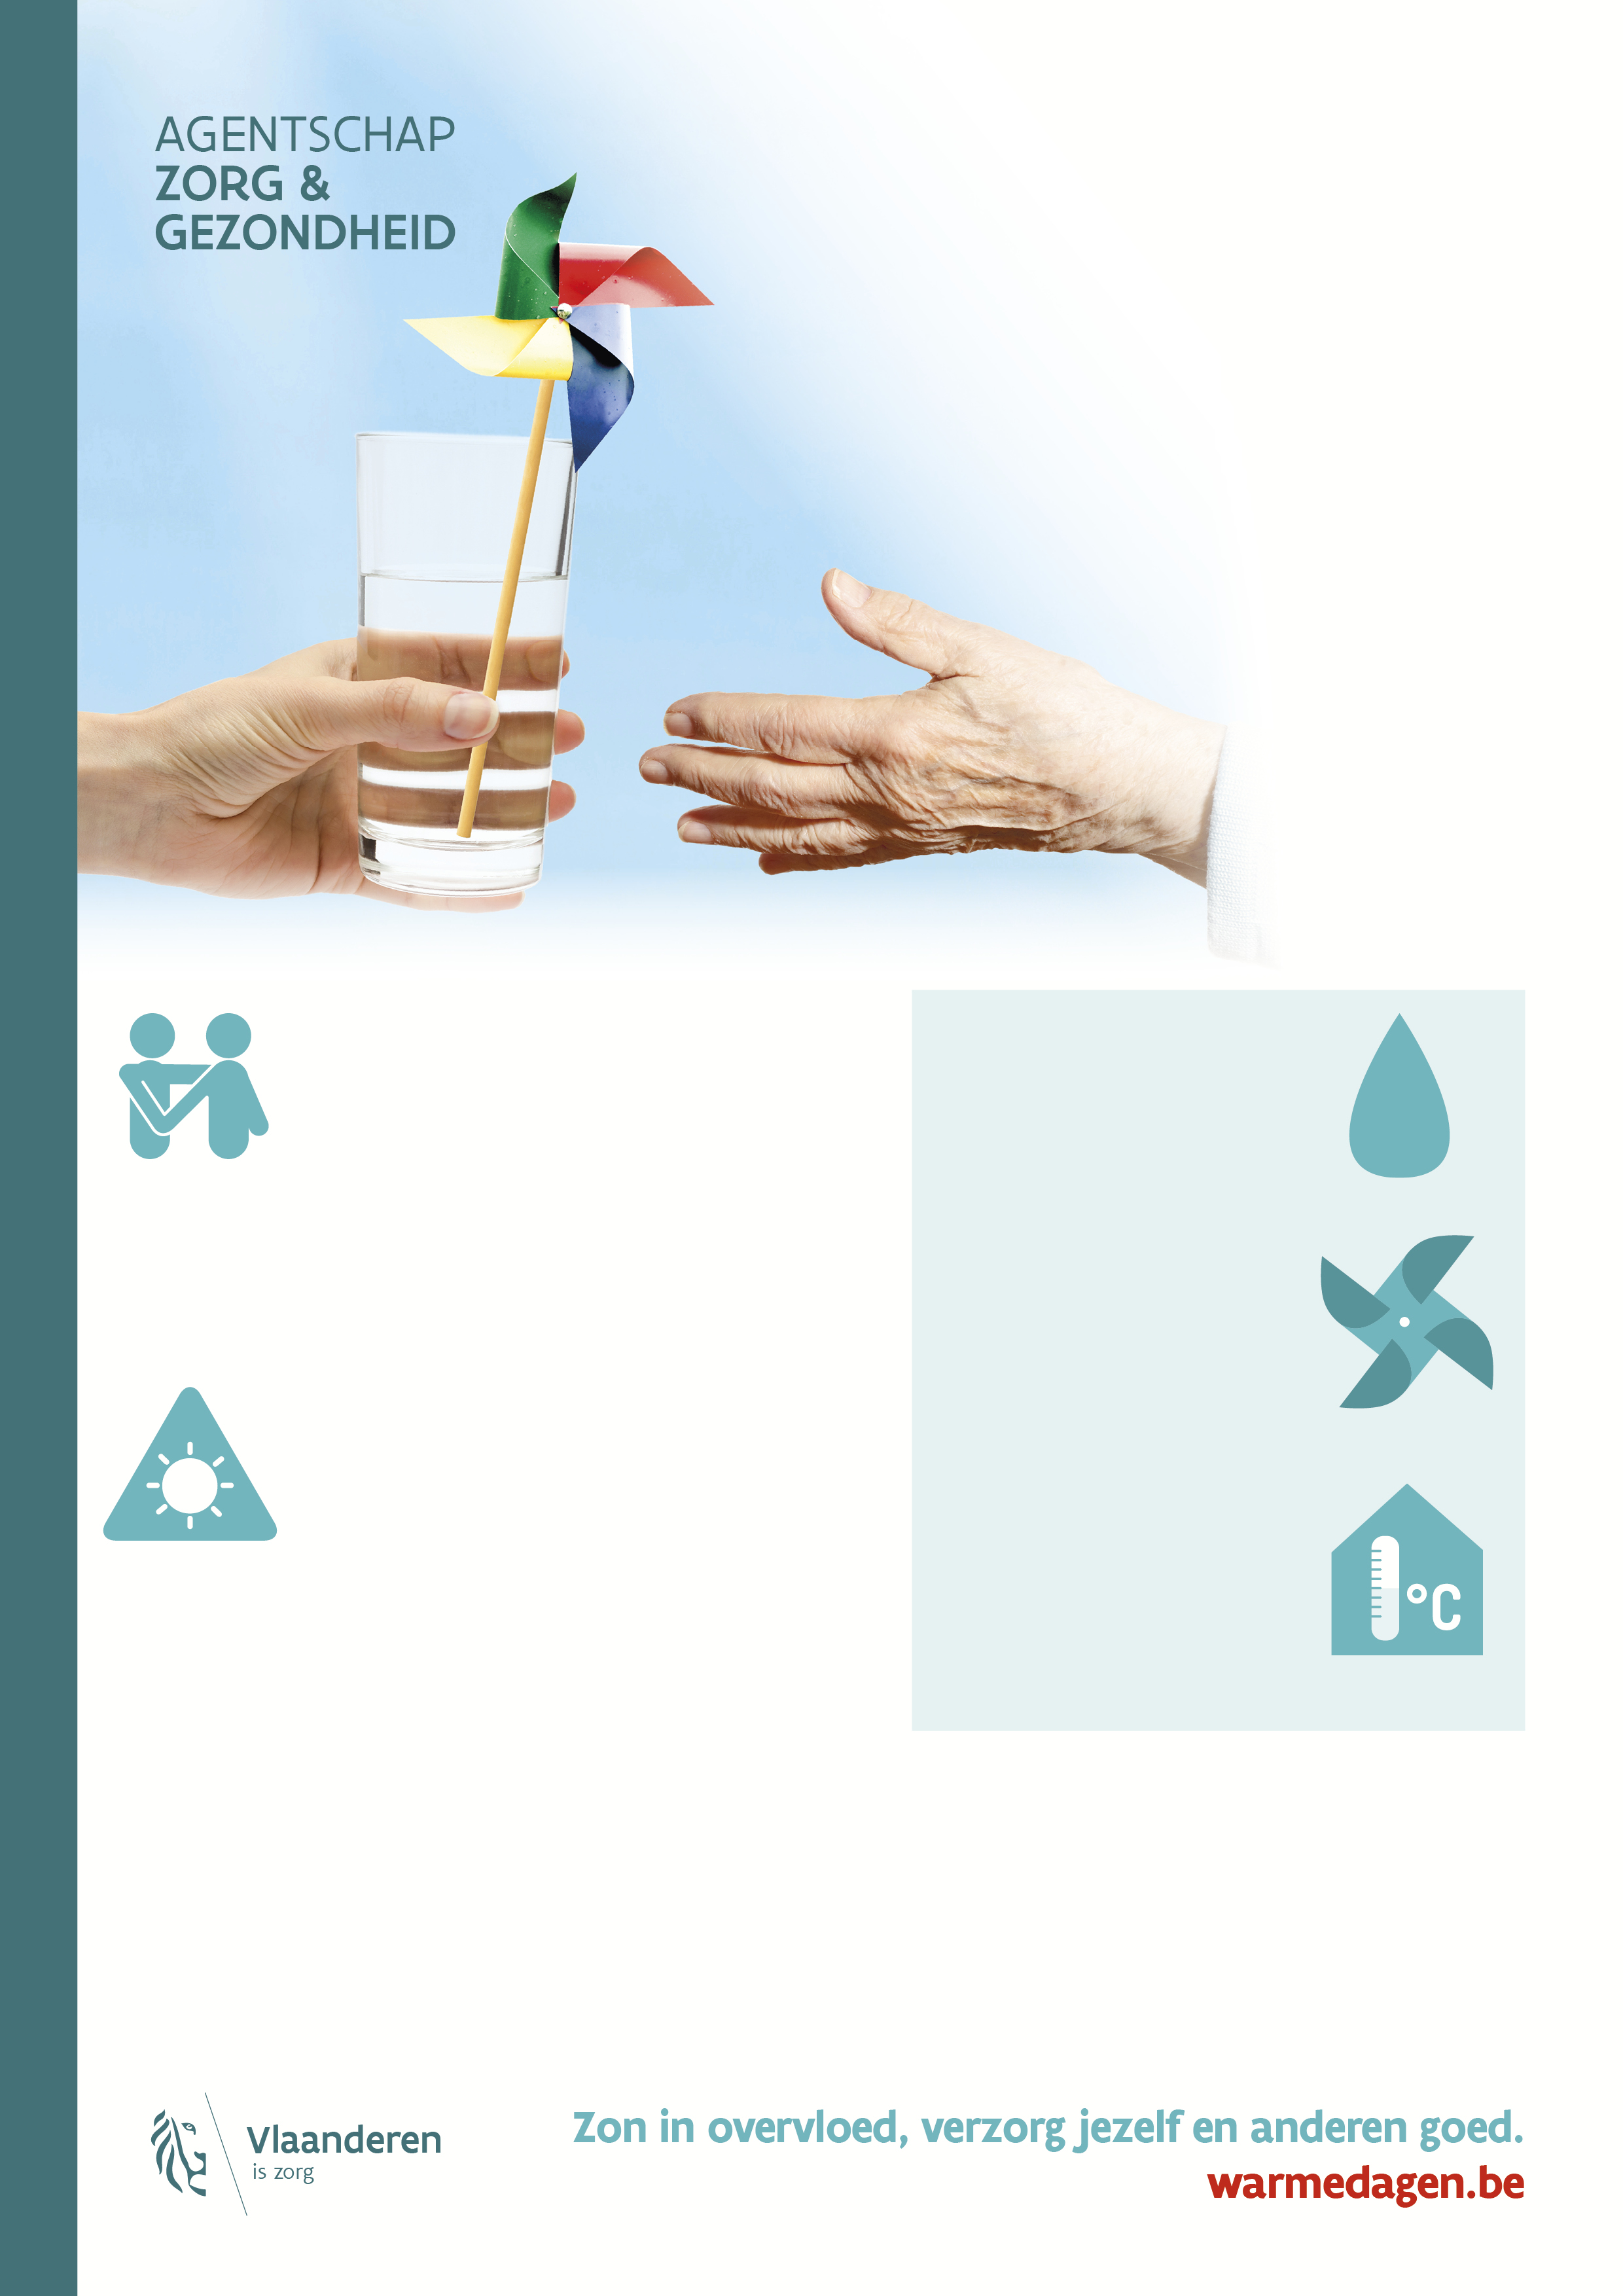 AGENTSCHAP
ZORG &
GEZONDHEID
°C
Vlaanderen
is zorg
Zon in overvloed, verzorg jezelf en anderen goed.
warmedagen.be